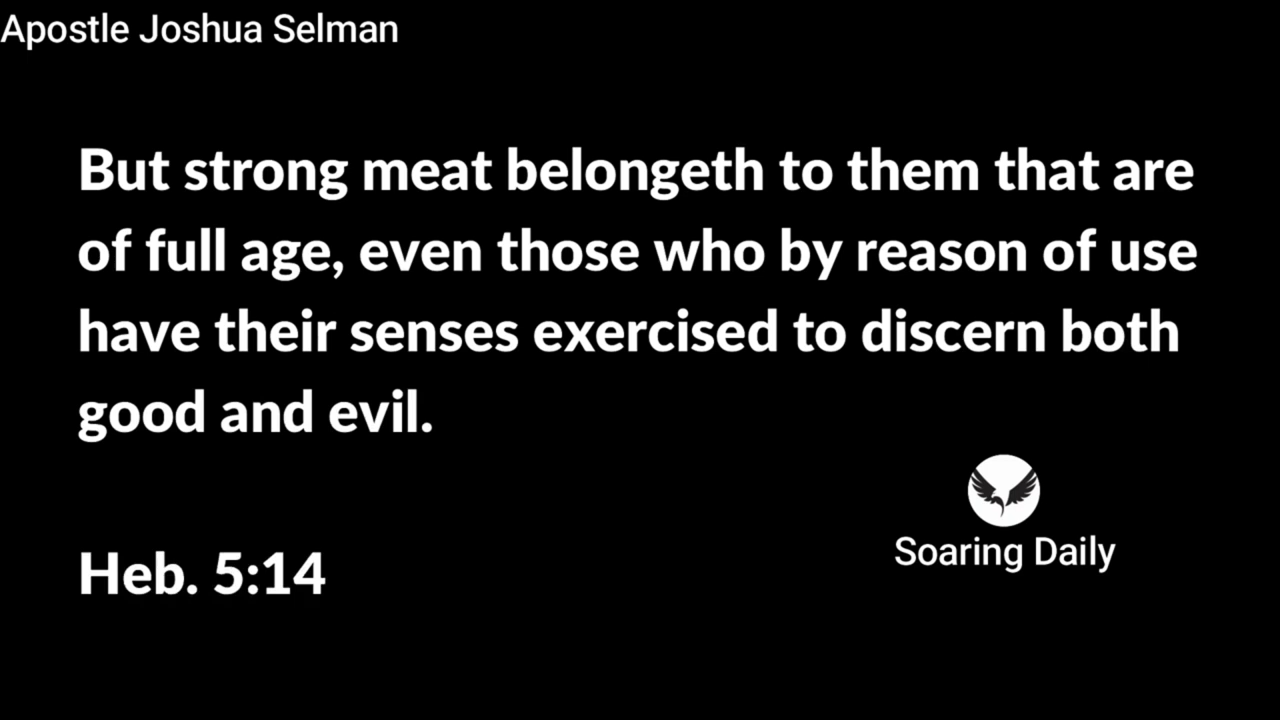 Apostle Joshua Selman
But strong meat belongeth to them that are
of full age, even those who by reason of use
have their senses exercised to discern both
good and evil.
Heb. 5:14
Soaring Daily